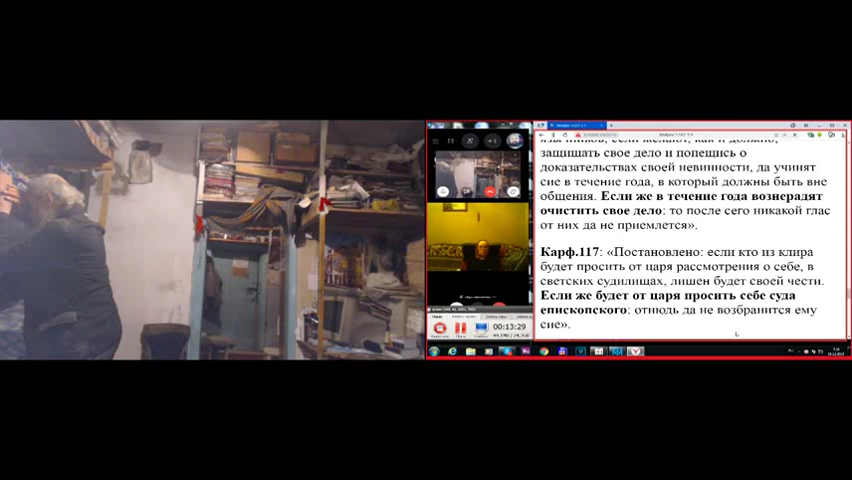 защищать свое дело и попещись о
доказательствах своей невинности, да учинят
сие в течение года, в который должны быть вне
общения. Если же в течение года вознерадят
очистить свое дело: то после сего никакой глас
от них да не приемлется».
Карф.117: «Постановлено: если кто из клира
будет просить от царя рассмотрения о себе, в
светских судилищах, лишен будет своей чести.
Если же будет от царя просить себе суда
епископского: отнюдь да не возбранится ему
сие».
00:13:29